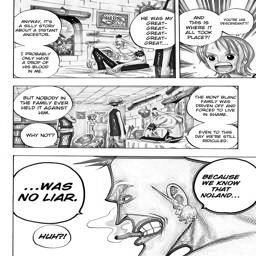 YOU'RE HIS
DESCENDANT?!
AND
THIS IS
WHERE IT
ALL TOOK
PLACE?!
HE WAS MY
GREAT-
GREAT-
GREAT-
GREAT-
GREAT...
ANYWAY, IT'S
A SILLY STORY
ABOUT A
DISTANT
ANCESTOR.
I PROBABLY
ONLY HAVE
A DROP OF
HIS BLOOD
IN ME.
THE MONT BLANC
FAMILY WAS
DRIVEN OFF AND
FORCED TO LIVE
IN SHAME.
EVEN TO THIS
DAY WE'RE STILL
RIDICULED.
BUT NOBODY IN
THE FAMILY EVER
HELD IT AGAINST
HIM.
WHY NOT?
BECAUSE
WE KNOW
THAT
NOLAND...
...WAS
NO LIAR.
HUH?!